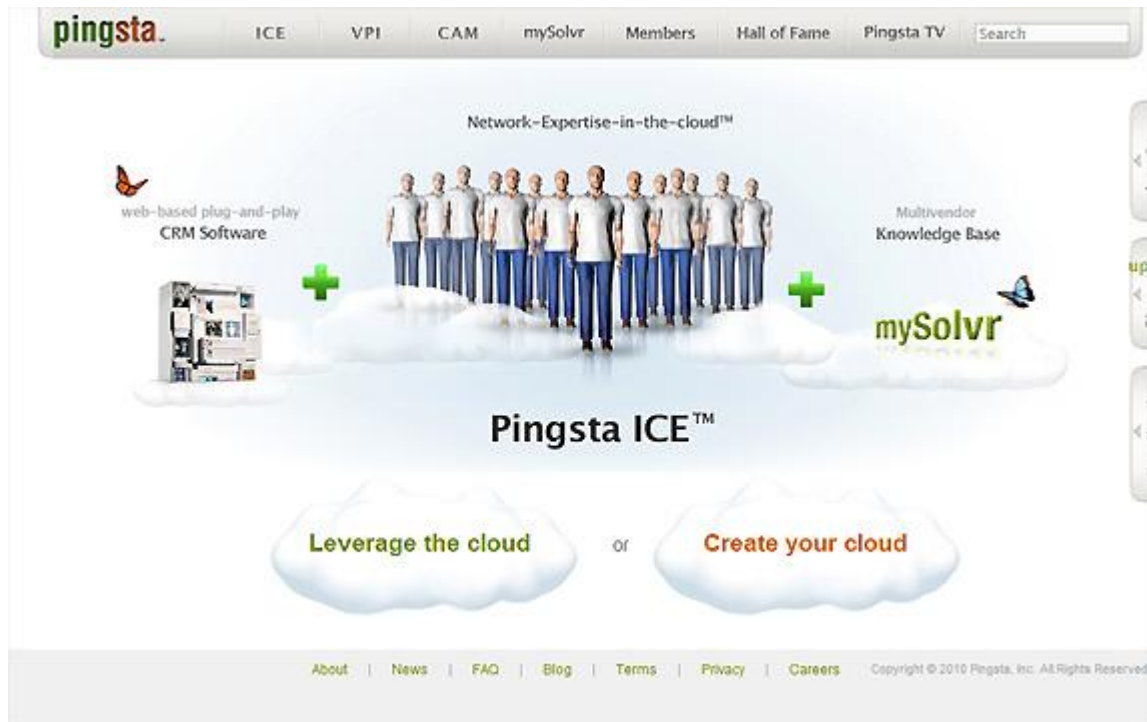 pingsta
ICE VPI CAM mySolvr Members Hall of Fame Pingsta TV Search
Network-Expertise-in-the-cloud™
web-based plug-and-play
CRM Software
Multivendor
Knowledge Base
up
mySolvr
Pingsta ICE™
Leverage the cloud or Create your cloud
About | News | FAQ | Blog | Terms | Privacy | Careers Copyright © 2010 Pingsta, Inc. All Rights Reserved